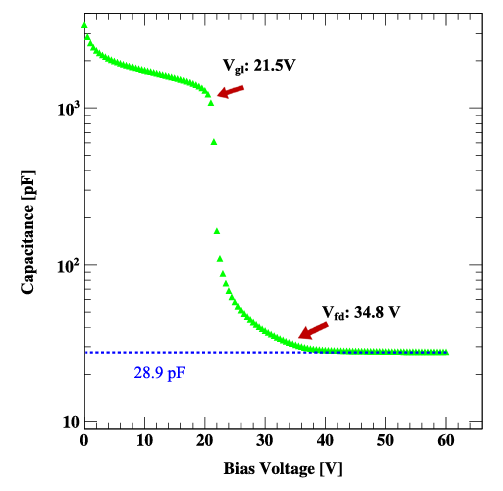 V_gl: 21.5V
10^3
Capacitance [pF]
10^2
V_fd: 34.8 V
28.9 pF
10
0 10 20 30 40 50 60
Bias Voltage [V]